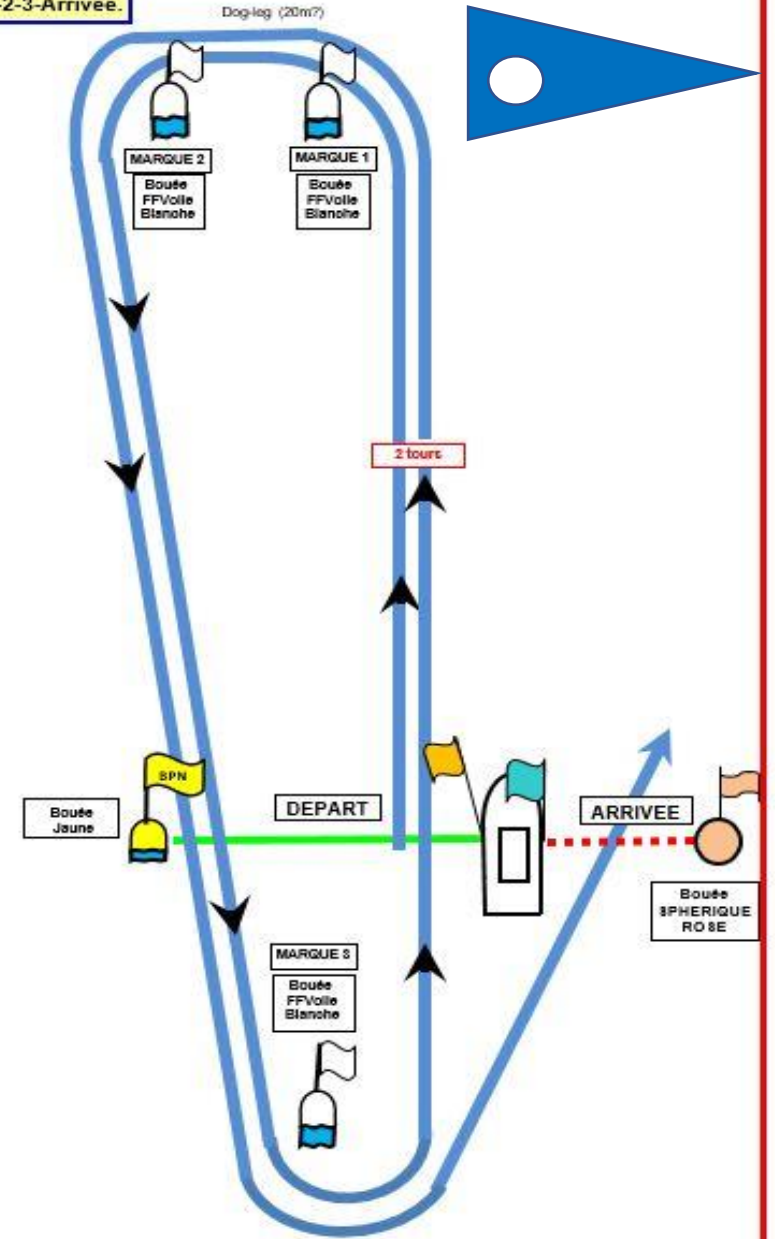 -2-3-Arrivée.
Dog-leg (20m?)
MARQUE 2
Bouée
FFVoile
Blanche
MARQUE 1
Bouée
FFVoile
Blanche
2 tours
SPN
Bouée
Jaune
DEPART
ARRIVEE
Bouée
SPHERIQUE
ROSE
MARQUE 3
Bouée
FFVoile
Blanche